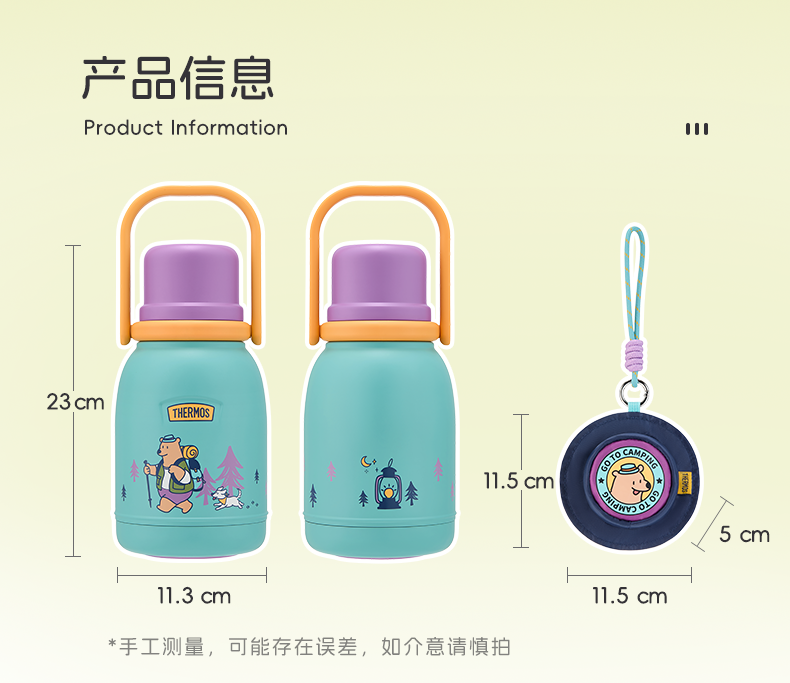 产品信息
Product Information
23cm
THERMOS
11.3 cm
GO TO CAMPING
GO TO CAMPING
THERMOS
11.5 cm
5 cm
11.5 cm
*手工测量，可能存在误差，如介意请慎拍